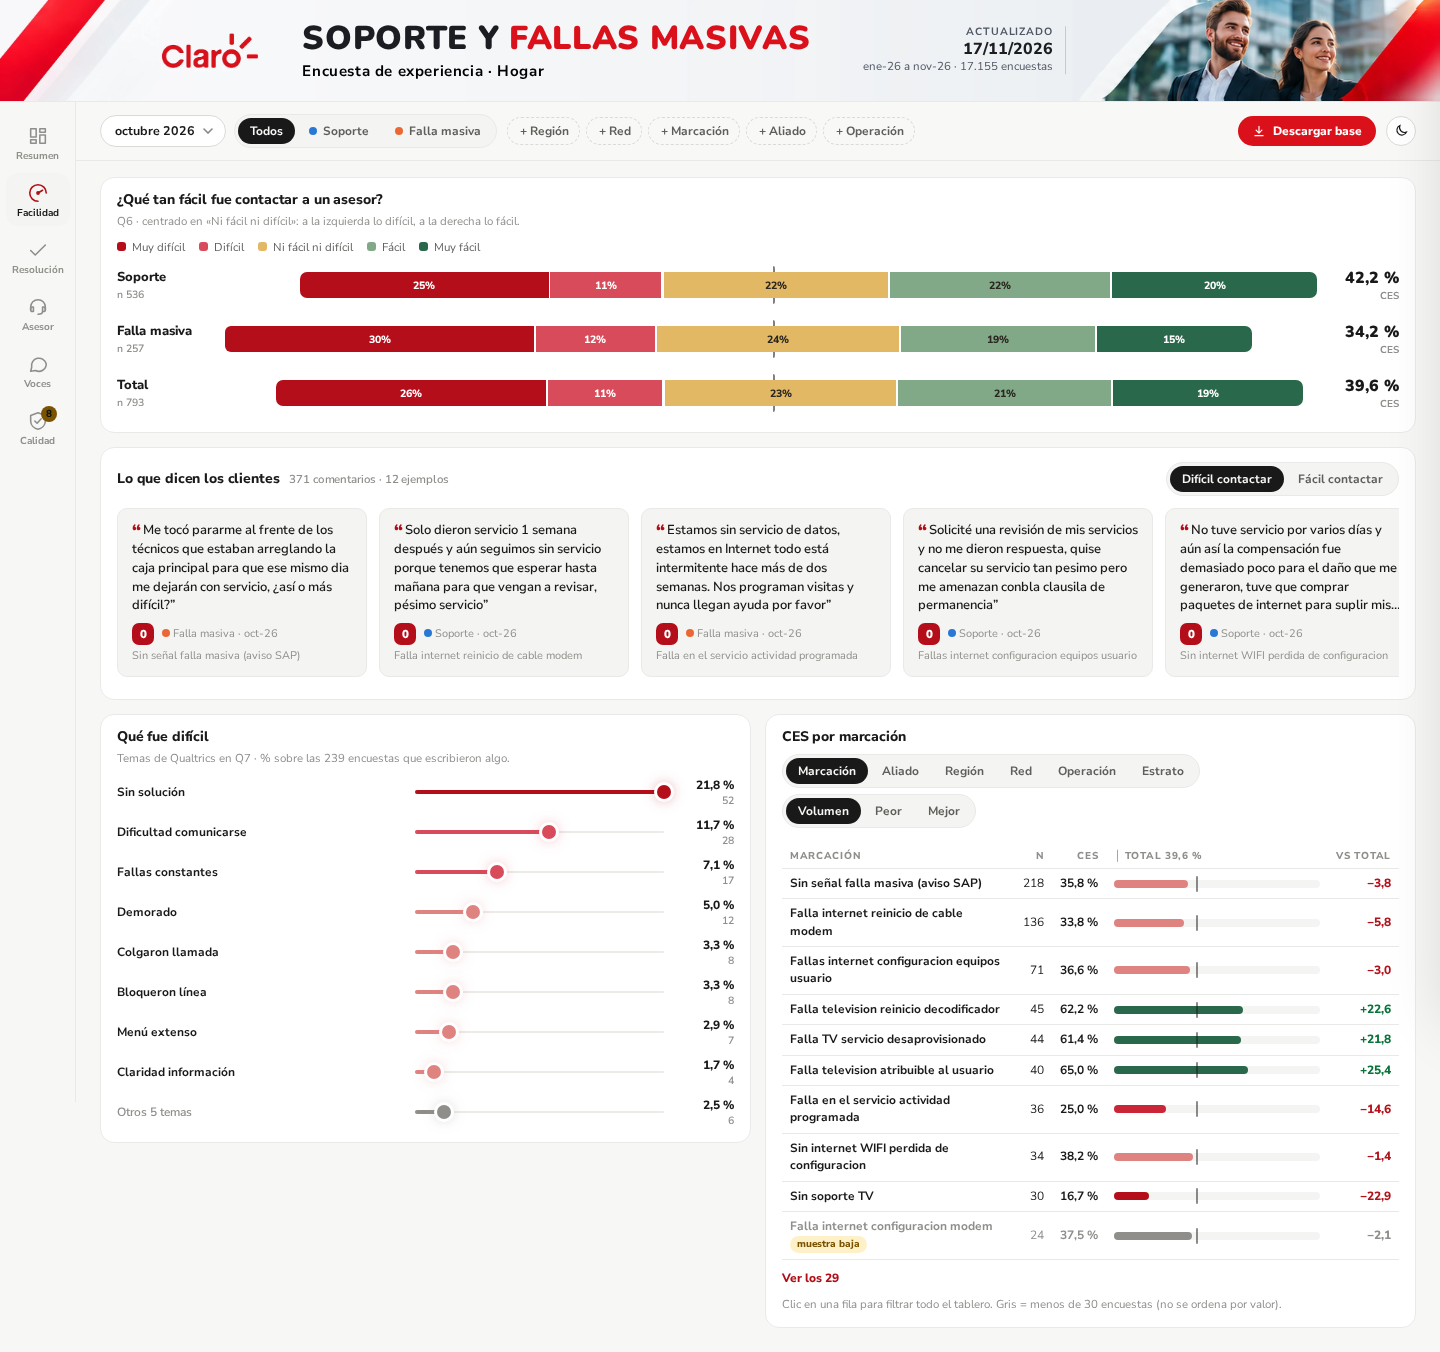 Claro
SOPORTE Y FALLAS MASIVAS
Encuesta de experiencia · Hogar
ACTUALIZADO
17/11/2026
ene-26 a nov-26 · 17.155 encuestas
Resumen
Facilidad
Resolución
Asesor
Voces
8
Calidad
octubre 2026
Todos
Soporte
Falla masiva
+ Región
+ Red
+ Marcación
+ Aliado
+ Operación
Descargar base
¿Qué tan fácil fue contactar a un asesor?
Q6 · centrado en «Ni fácil ni difícil»: a la izquierda lo difícil, a la derecha lo fácil.
Muy difícil
Difícil
Ni fácil ni difícil
Fácil
Muy fácil
Soporte
n 536
25%
11%
22%
22%
20%
42,2 %
CES
Falla masiva
n 257
30%
12%
24%
19%
15%
34,2 %
CES
Total
n 793
26%
11%
23%
21%
19%
39,6 %
CES
Lo que dicen los clientes
371 comentarios · 12 ejemplos
Difícil contactar
Fácil contactar
“Me tocó pararme al frente de los
técnicos que estaban arreglando la
caja principal para que ese mismo dia
me dejarán con servicio, ¿así o más
difícil?”
0
Falla masiva · oct-26
Sin señal falla masiva (aviso SAP)
“Solo dieron servicio 1 semana
después y aún seguimos sin servicio
porque tenemos que esperar hasta
mañana para que vengan a revisar,
pésimo servicio”
0
Soporte · oct-26
Falla internet reinicio de cable modem
“Estamos sin servicio de datos,
estamos en Internet todo está
intermitente hace más de dos
semanas. Nos programan visitas y
nunca llegan ayuda por favor”
0
Falla masiva · oct-26
Falla en el servicio actividad programada
“Solicité una revisión de mis servicios
y no me dieron respuesta, quise
cancelar su servicio tan pesimo pero
me amenazan conbla clausila de
permanencia”
0
Soporte · oct-26
Fallas internet configuracion equipos usuario
“No tuve servicio por varios días y
aún así la compensación fue
demasiado poco para el daño que me
generaron, tuve que comprar
paquetes de internet para suplir mis...
0
Soporte · oct-26
Sin internet WIFI perdida de configuracion
Qué fue difícil
Temas de Qualtrics en Q7 · % sobre las 239 encuestas que escribieron algo.
Sin solución
21,8 %
52
Dificultad comunicarse
11,7 %
28
Fallas constantes
7,1 %
17
Demorado
5,0 %
12
Colgaron llamada
3,3 %
8
Bloqueron línea
3,3 %
8
Menú extenso
2,9 %
7
Claridad información
1,7 %
4
Otros 5 temas
2,5 %
6
CES por marcación
Marcación
Aliado
Región
Red
Operación
Estrato
Volumen
Peor
Mejor
MARCACIÓN
N
CES
TOTAL 39,6 %
VS TOTAL
Sin señal falla masiva (aviso SAP)
218
35,8 %
−3,8
Falla internet reinicio de cable
modem
136
33,8 %
−5,8
Fallas internet configuracion equipos
usuario
71
36,6 %
−3,0
Falla television reinicio decodificador
45
62,2 %
+22,6
Falla TV servicio desaprovisionado
44
61,4 %
+21,8
Falla television atribuible al usuario
40
65,0 %
+25,4
Falla en el servicio actividad
programada
36
25,0 %
−14,6
Sin internet WIFI perdida de
configuracion
34
38,2 %
−1,4
Sin soporte TV
30
16,7 %
−22,9
Falla internet configuracion modem
muestra baja
24
37,5 %
−2,1
Ver los 29
Clic en una fila para filtrar todo el tablero. Gris = menos de 30 encuestas (no se ordena por valor).